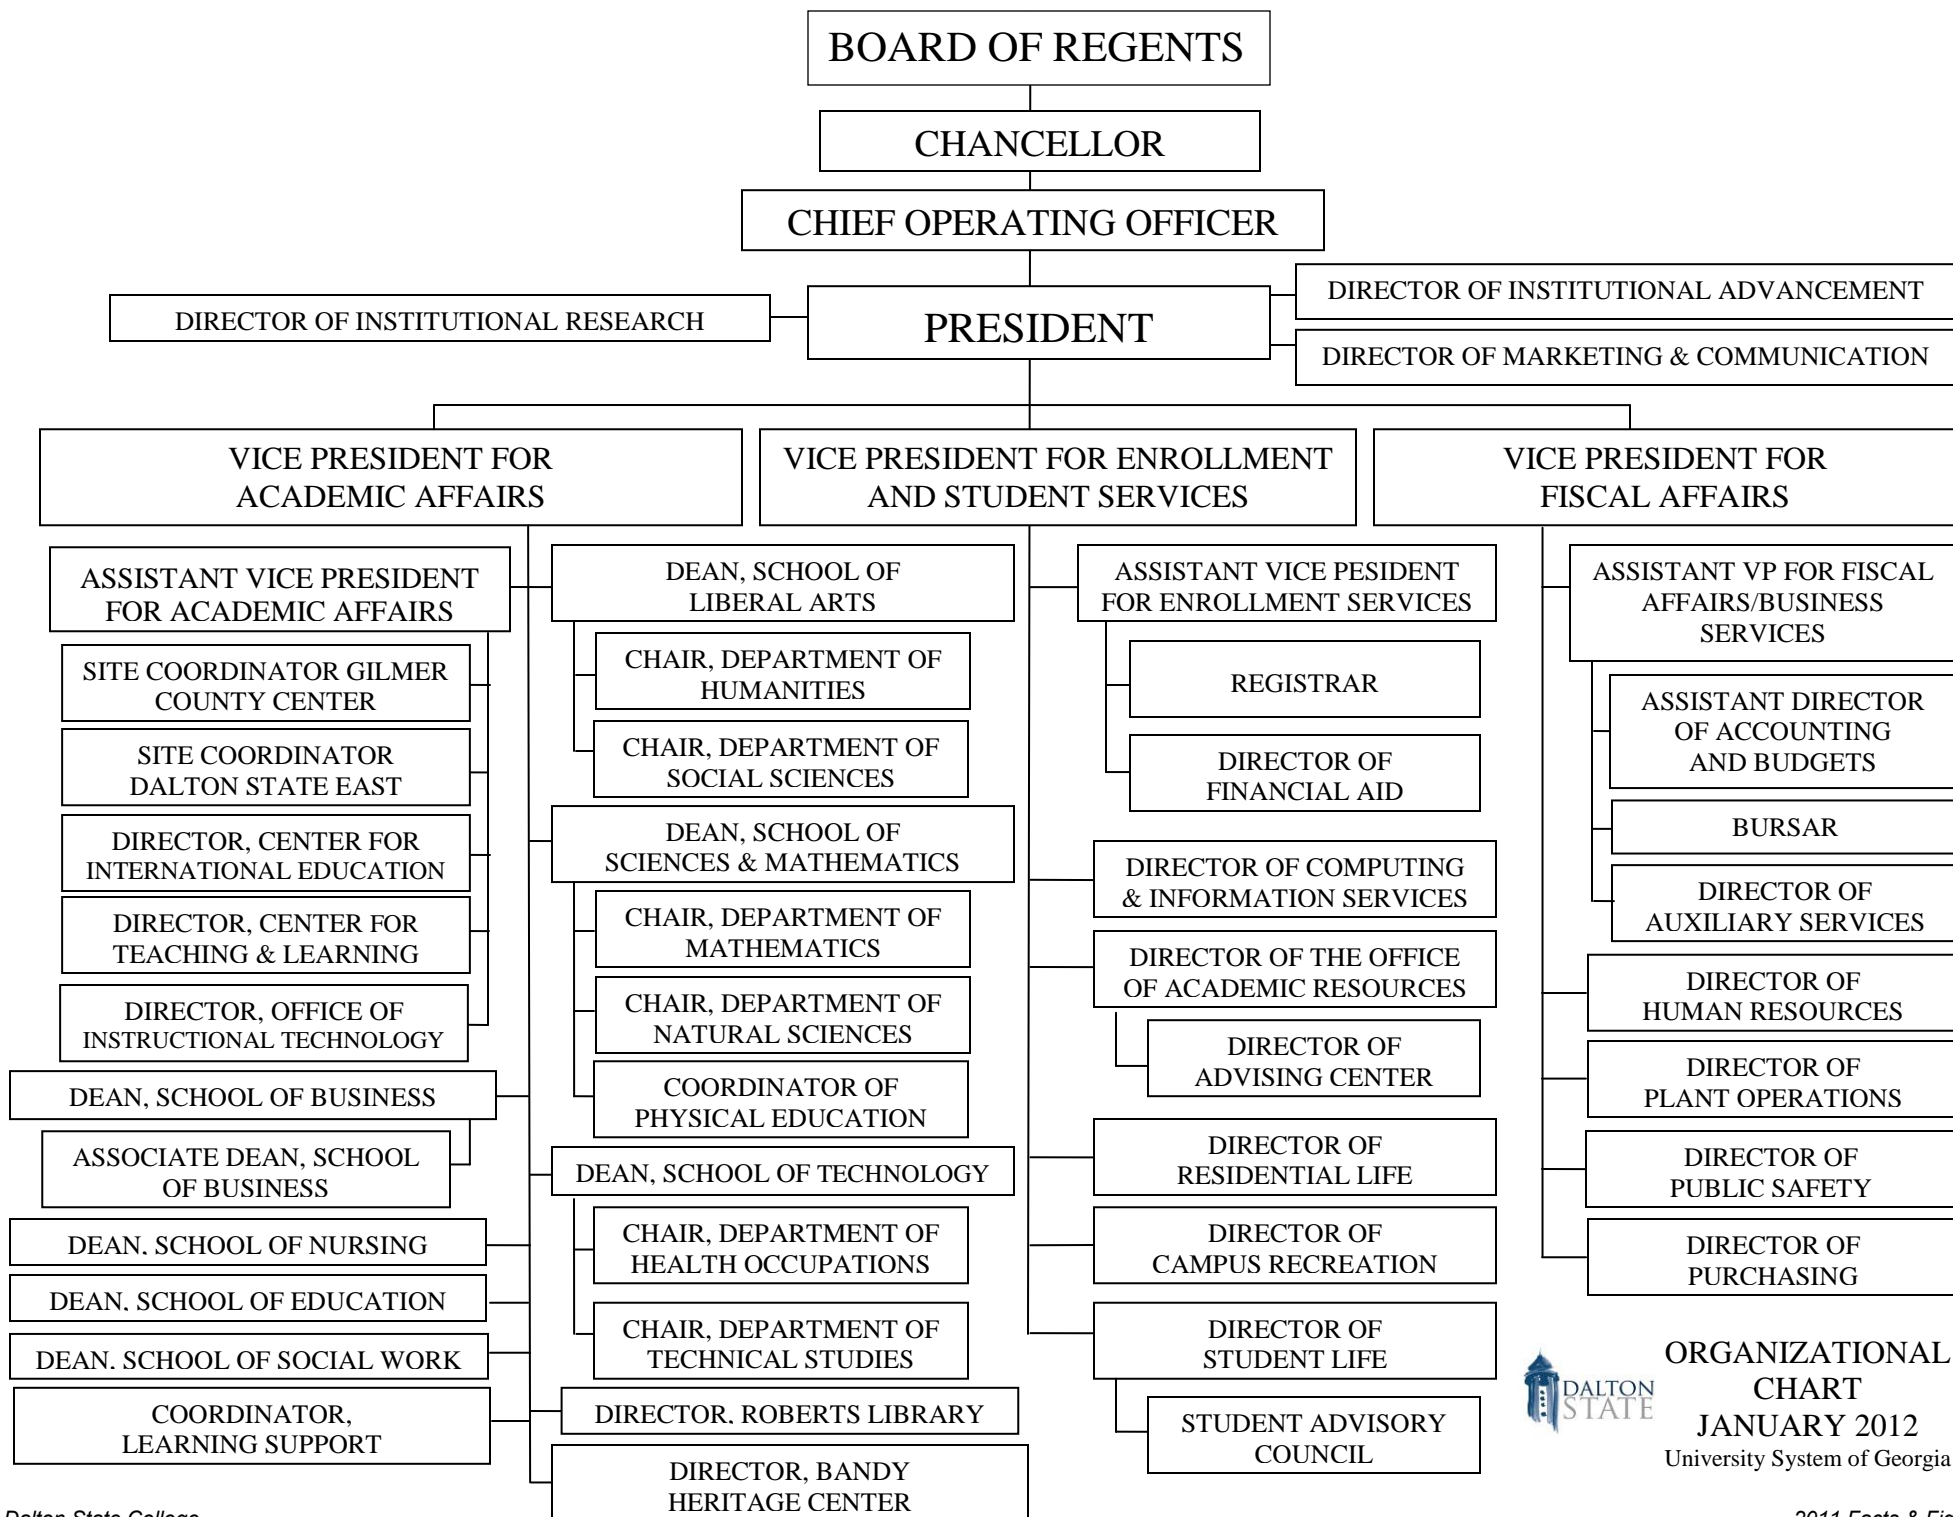 BOARD OF REGENTS
CHANCELLOR
CHIEF OPERATING OFFICER
DIRECTOR OF INSTITUTIONAL RESEARCH
PRESIDENT
DIRECTOR OF INSTITUTIONAL ADVANCEMENT
DIRECTOR OF MARKETING & COMMUNICATION
VICE PRESIDENT FOR
ACADEMIC AFFAIRS
VICE PRESIDENT FOR ENROLLMENT
AND STUDENT SERVICES
VICE PRESIDENT FOR
FISCAL AFFAIRS
ASSISTANT VICE PRESIDENT
FOR ACADEMIC AFFAIRS
SITE COORDINATOR GILMER
COUNTY CENTER
SITE COORDINATOR
DALTON STATE EAST
DIRECTOR, CENTER FOR
INTERNATIONAL EDUCATION
DIRECTOR, CENTER FOR
TEACHING & LEARNING
DIRECTOR, OFFICE OF
INSTRUCTIONAL TECHNOLOGY
DEAN, SCHOOL OF BUSINESS
ASSOCIATE DEAN, SCHOOL
OF BUSINESS
DEAN, SCHOOL OF NURSING
DEAN, SCHOOL OF EDUCATION
DEAN, SCHOOL OF SOCIAL WORK
COORDINATOR,
LEARNING SUPPORT
DEAN, SCHOOL OF
LIBERAL ARTS
CHAIR, DEPARTMENT OF
HUMANITIES
CHAIR, DEPARTMENT OF
SOCIAL SCIENCES
DEAN, SCHOOL OF
SCIENCES & MATHEMATICS
CHAIR, DEPARTMENT OF
MATHEMATICS
CHAIR, DEPARTMENT OF
NATURAL SCIENCES
COORDINATOR OF
PHYSICAL EDUCATION
DEAN, SCHOOL OF TECHNOLOGY
CHAIR, DEPARTMENT OF
HEALTH OCCUPATIONS
CHAIR, DEPARTMENT OF
TECHNICAL STUDIES
DIRECTOR, ROBERTS LIBRARY
DIRECTOR, BANDY
HERITAGE CENTER
ASSISTANT VICE PESIDENT
FOR ENROLLMENT SERVICES
REGISTRAR
DIRECTOR OF
FINANCIAL AID
DIRECTOR OF COMPUTING
& INFORMATION SERVICES
DIRECTOR OF THE OFFICE
OF ACADEMIC RESOURCES
DIRECTOR OF
ADVISING CENTER
DIRECTOR OF
RESIDENTIAL LIFE
DIRECTOR OF
CAMPUS RECREATION
DIRECTOR OF
STUDENT LIFE
STUDENT ADVISORY
COUNCIL
ASSISTANT VP FOR FISCAL
AFFAIRS/BUSINESS
SERVICES
ASSISTANT DIRECTOR
OF ACCOUNTING
AND BUDGETS
BURSAR
DIRECTOR OF
AUXILIARY SERVICES
DIRECTOR OF
HUMAN RESOURCES
DIRECTOR OF
PLANT OPERATIONS
DIRECTOR OF
PUBLIC SAFETY
DIRECTOR OF
PURCHASING
DALTON
STATE
ORGANIZATIONAL
CHART
JANUARY 2012
University System of Georgia
Dalton State College
2011 Facts &